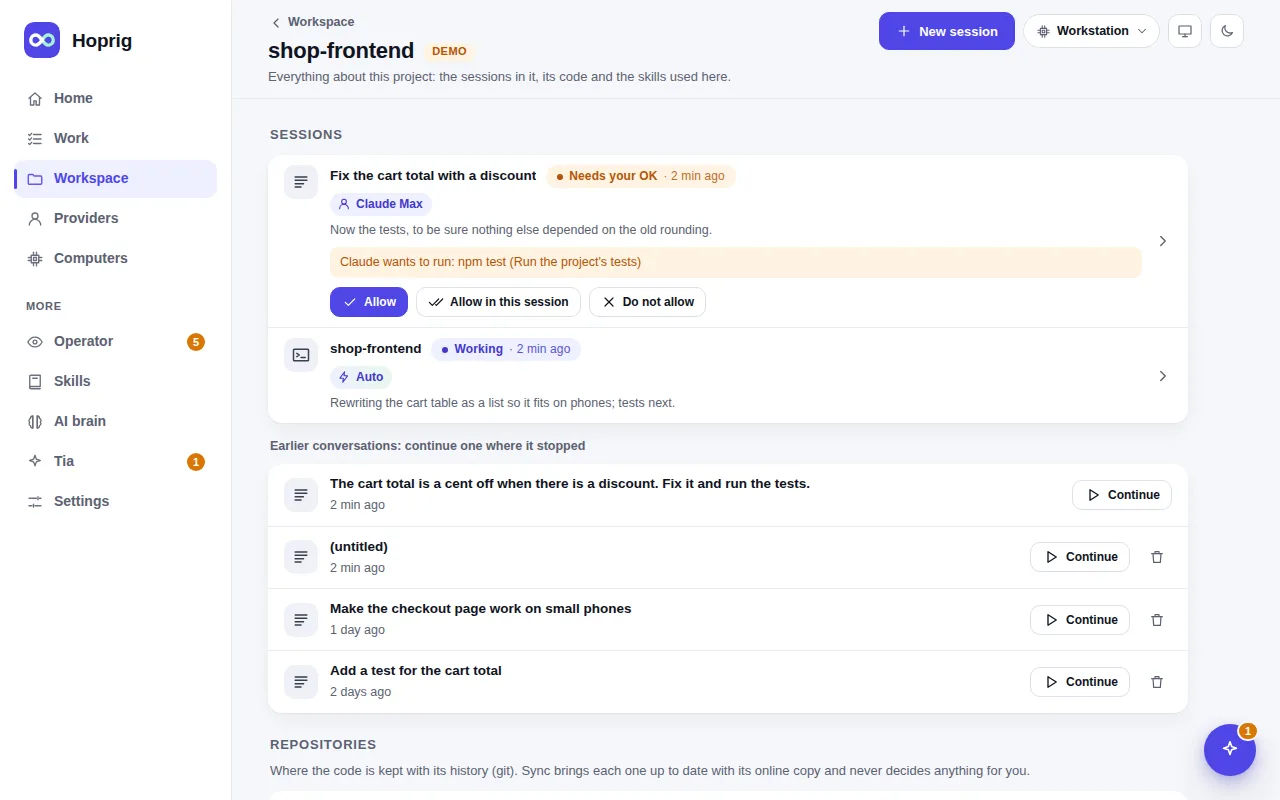 Hoprig
Home
Work
Workspace
Providers
Computers
MORE
Operator 5
Skills
AI brain
Tia 1
Settings
Workspace
shop-frontend DEMO
Everything about this project: the sessions in it, its code and the skills used here.
New session
Workstation
SESSIONS
Fix the cart total with a discount Needs your OK · 2 min ago
Claude Max
Now the tests, to be sure nothing else depended on the old rounding.
Claude wants to run: npm test (Run the project's tests)
Allow Allow in this session Do not allow
shop-frontend Working · 2 min ago
Auto
Rewriting the cart table as a list so it fits on phones; tests next.
Earlier conversations: continue one where it stopped
The cart total is a cent off when there is a discount. Fix it and run the tests.
2 min ago
Continue
(untitled)
2 min ago
Continue
Make the checkout page work on small phones
1 day ago
Continue
Add a test for the cart total
2 days ago
Continue
REPOSITORIES
Where the code is kept with its history (git). Sync brings each one up to date with its online copy and never decides anything for you.
1